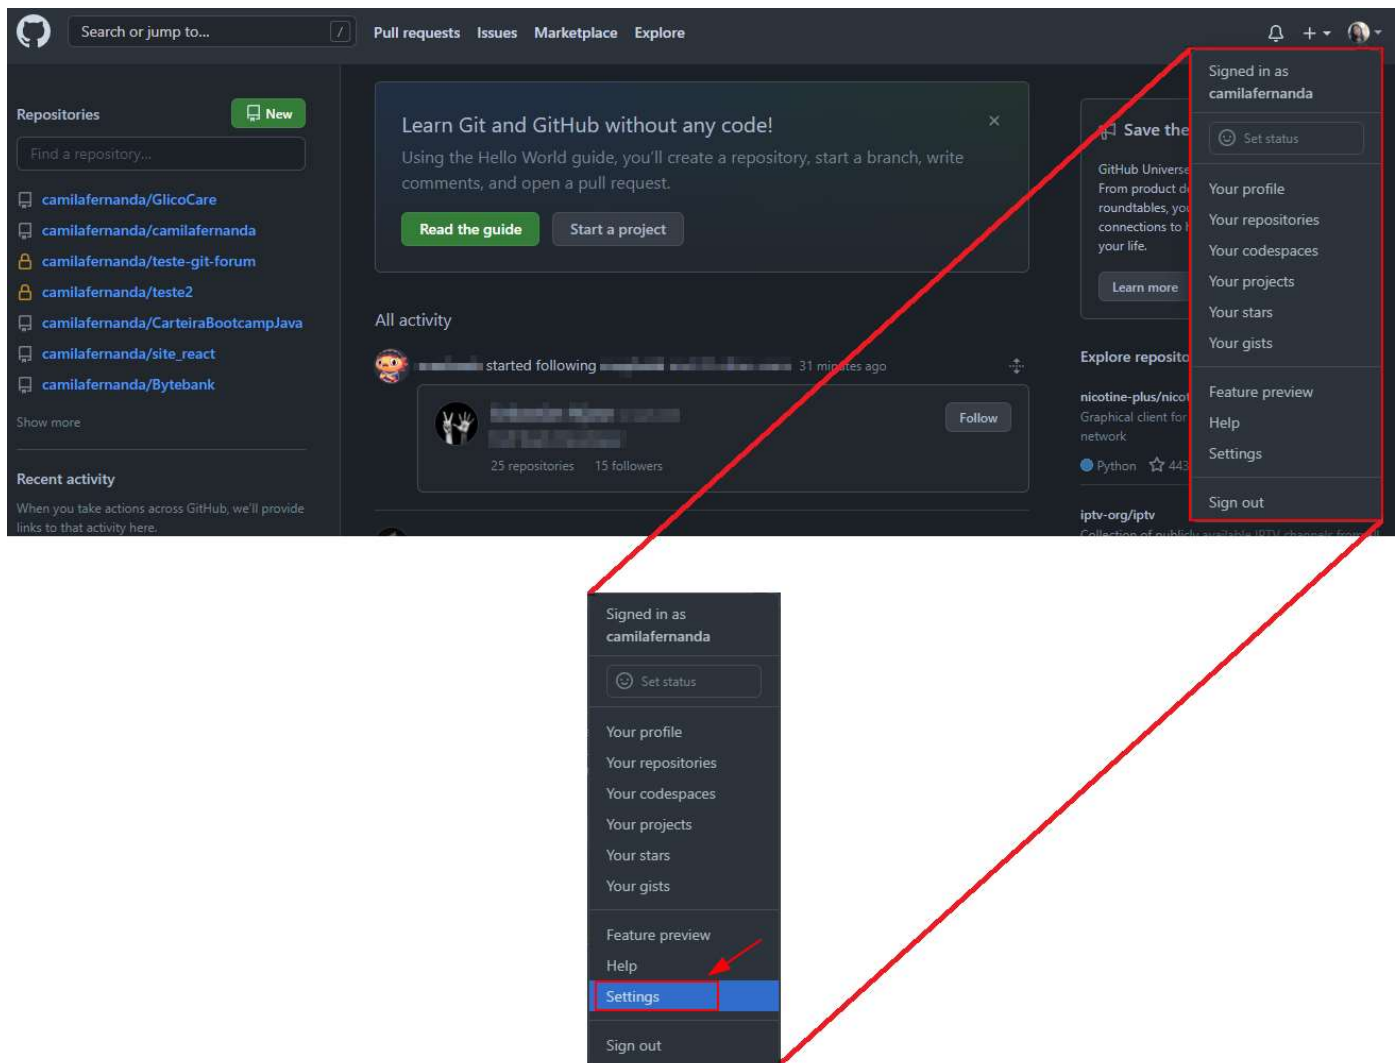 Search or jump to...
/
Pull requests Issues Marketplace Explore
Repositories
New
Find a repository...
camilafernanda/GlicoCare
camilafernanda/camilafernanda
camilafernanda/teste-git-forum
camilafernanda/teste2
camilafernanda/CarteiraBootcampJava
camilafernanda/site_react
camilafernanda/Bytebank
Show more
Recent activity
When you take actions across GitHub, we'll provide
links to that activity here.
Learn Git and GitHub without any code!
Using the Hello World guide, you'll create a repository, start a branch, write
comments, and open a pull request.
Read the guide
Start a project
All activity
started following
31 minutes ago
Follow
25 repositories 15 followers
Save the
GitHub Universe
From product
roundtables,
connections to
your life.
Learn more
Explore
nicotine-plus/
Graphical client for
network
Python 443
iptv-org/iptv
Collection of publicly available IPTV channels from all
Signed in as
camilafernanda
Set status
Your profile
Your repositories
Your codespaces
Your projects
Your stars
Your gists
Feature preview
Help
Settings
Sign out
Signed in as
camilafernanda
Set status
Your profile
Your repositories
Your codespaces
Your projects
Your stars
Your gists
Feature preview
Help
Settings
Sign out